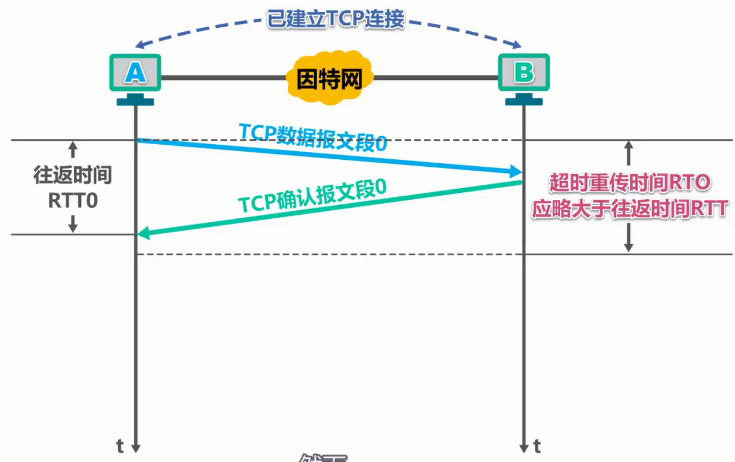 已建立TCP连接
A
因特网
B
TCP数据报文段0
往返时间
RTT0
TCP确认报文段0
超时重传时间RTO
应略大于往返时间RTT
t
t